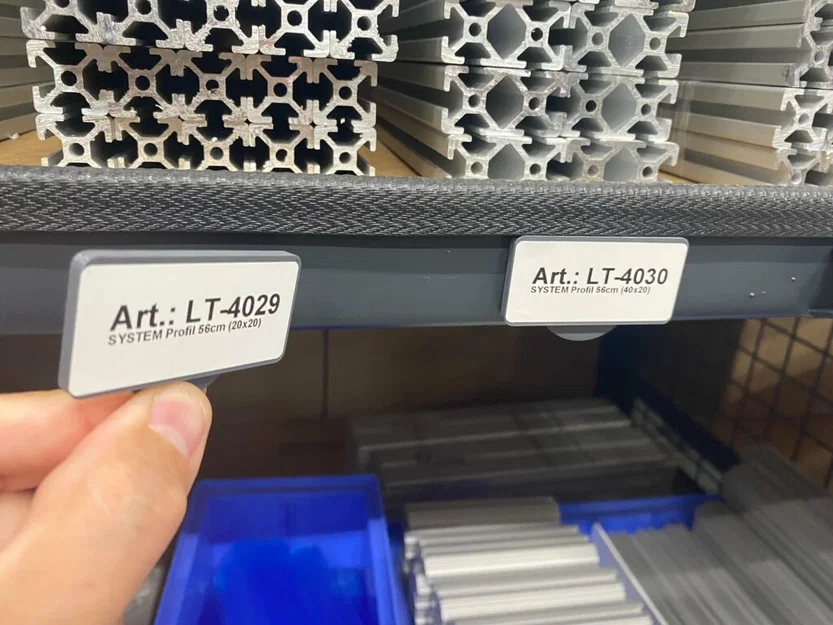 Art.: LT-4029
SYSTEM Profil 56cm (20x20)
Art.: LT-4030
SYSTEM Profil 56cm (40x20)